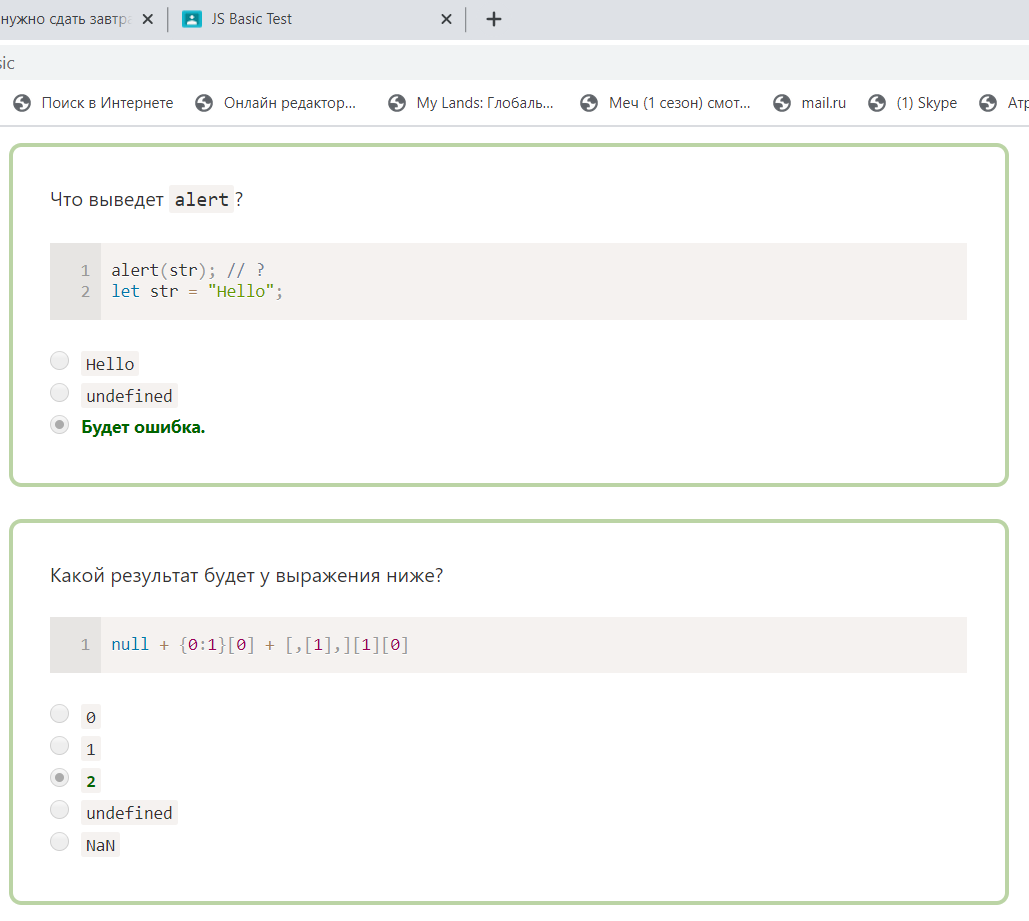 нужно сдать завтра
JS Basic Test
sic
Поиск в Интернете
Онлайн редактор...
My Lands: Глобаль...
Меч (1 сезон) смот...
mail.ru
(1) Skype
Атр
Что выведет alert?
1 alert(str); // ?
2 let str = "Hello";
Hello
undefined
Будет ошибка.
Какой результат будет у выражения ниже?
1 null + {0:1}[0] + [,[1],][1][0]
0
1
2
undefined
NaN